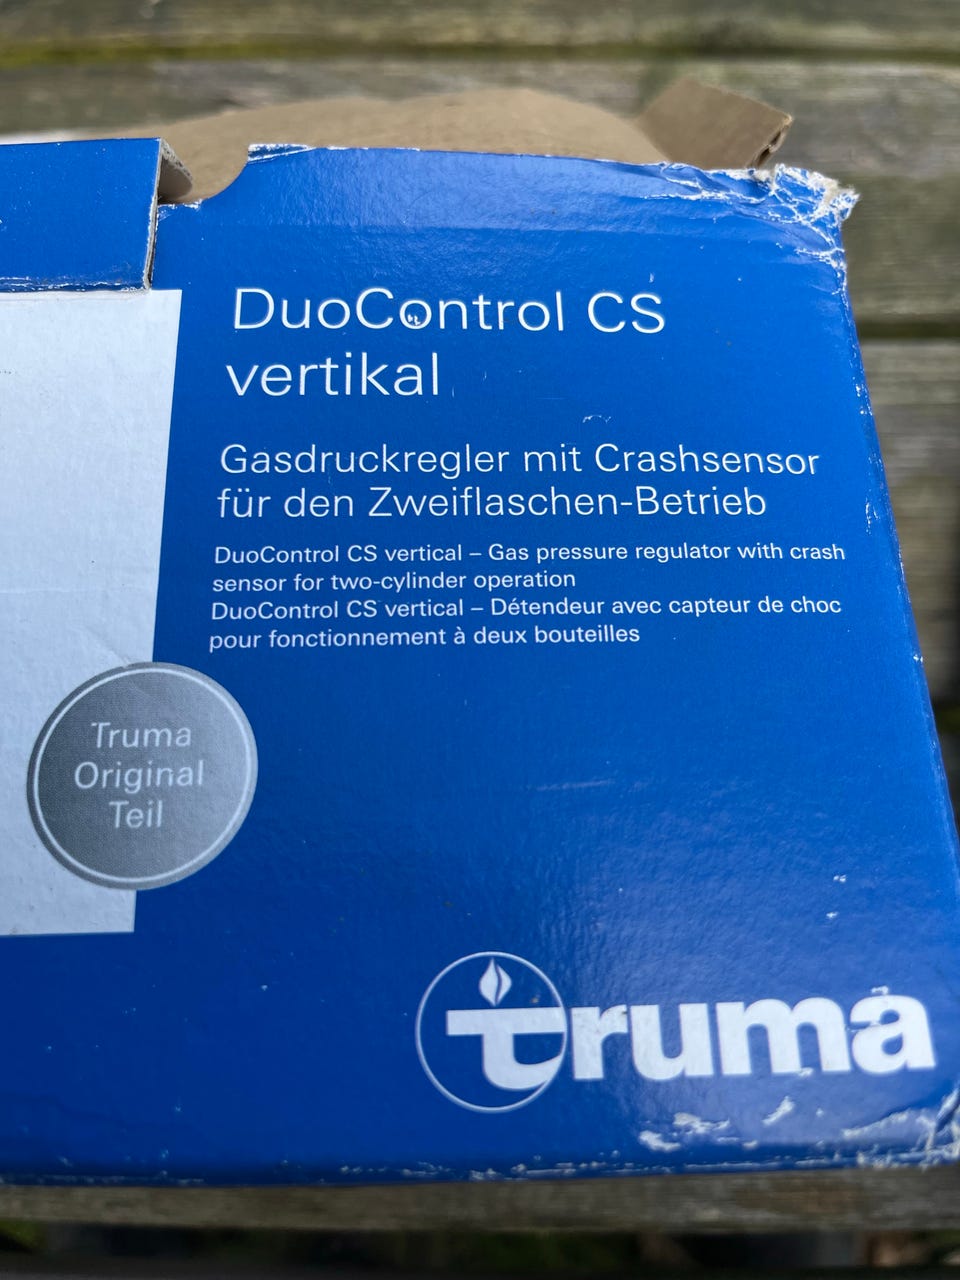 DuoControl CS
vertikal
Gasdruckregler mit Crashsensor
für den Zweiflaschen-Betrieb
DuoControl CS vertical – Gas pressure regulator with crash
sensor for two-cylinder operation
DuoControl CS vertical – Détendeur avec capteur de choc
pour fonctionnement à deux bouteilles
Truma
Original
Teil
truma